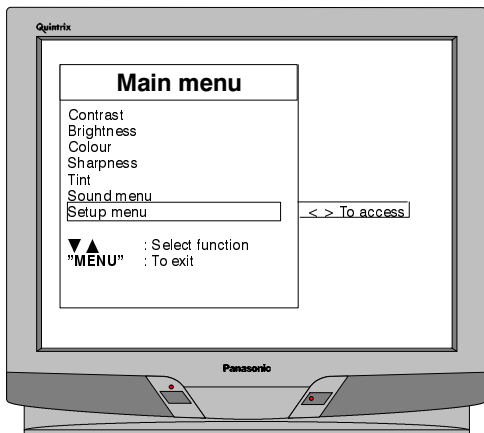 Quintrix
Main menu
Contrast
Brightness
Colour
Sharpness
Tint
Sound menu
Setup menu
< > To access
▼ ▲ : Select function
"MENU" : To exit
Panasonic